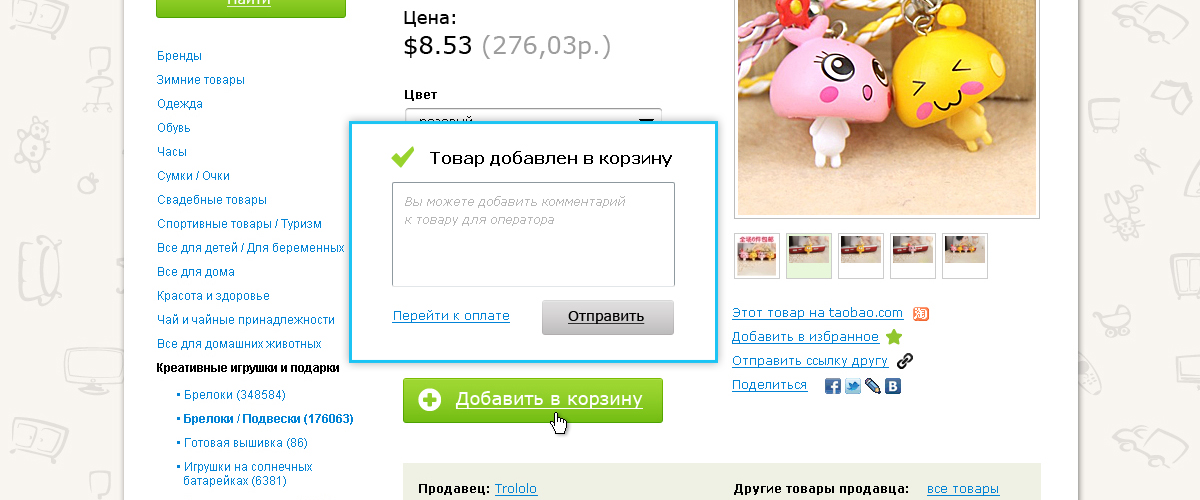 Найти
Бренды
Зимние товары
Одежда
Обувь
Часы
Сумки / Очки
Свадебные товары
Спортивные товары / Туризм
Все для детей / Для беременных
Все для дома
Красота и здоровье
Чай и чайные принадлежности
Все для домашних животных
Креативные игрушки и подарки
• Брелоки (348584)
• Брелоки / Подвески (176063)
• Готовая вышивка (86)
• Игрушки на солнечных
батарейках (6381)
Цена:
$8.53 (276,03р.)
Цвет
розовый
Товар добавлен в корзину
Вы можете добавить комментарий
к товару для оператора
Перейти к оплате
Отправить
Добавить в корзину
Этот товар на taobao.com 淘
Добавить в избранное
Отправить ссылку другу
Поделиться
Продавец: Trololo
Другие товары продавца: все товары